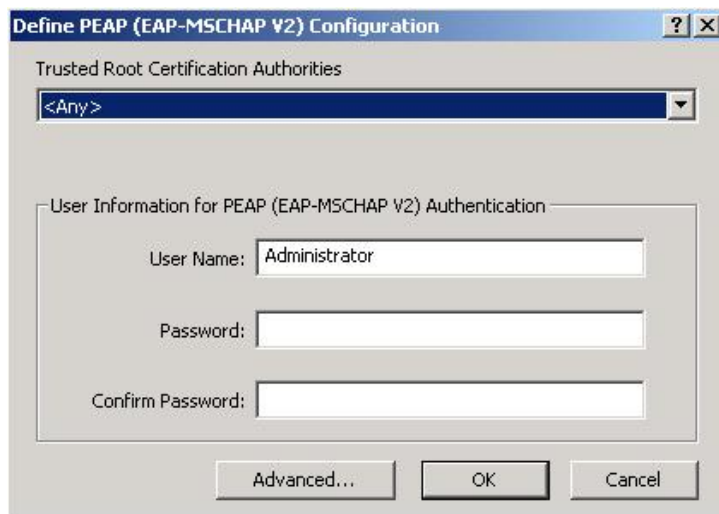 Define PEAP (EAP-MSCHAP V2) Configuration
Trusted Root Certification Authorities
<Any>
User Information for PEAP (EAP-MSCHAP V2) Authentication
User Name: Administrator
Password:
Confirm Password:
Advanced... OK Cancel